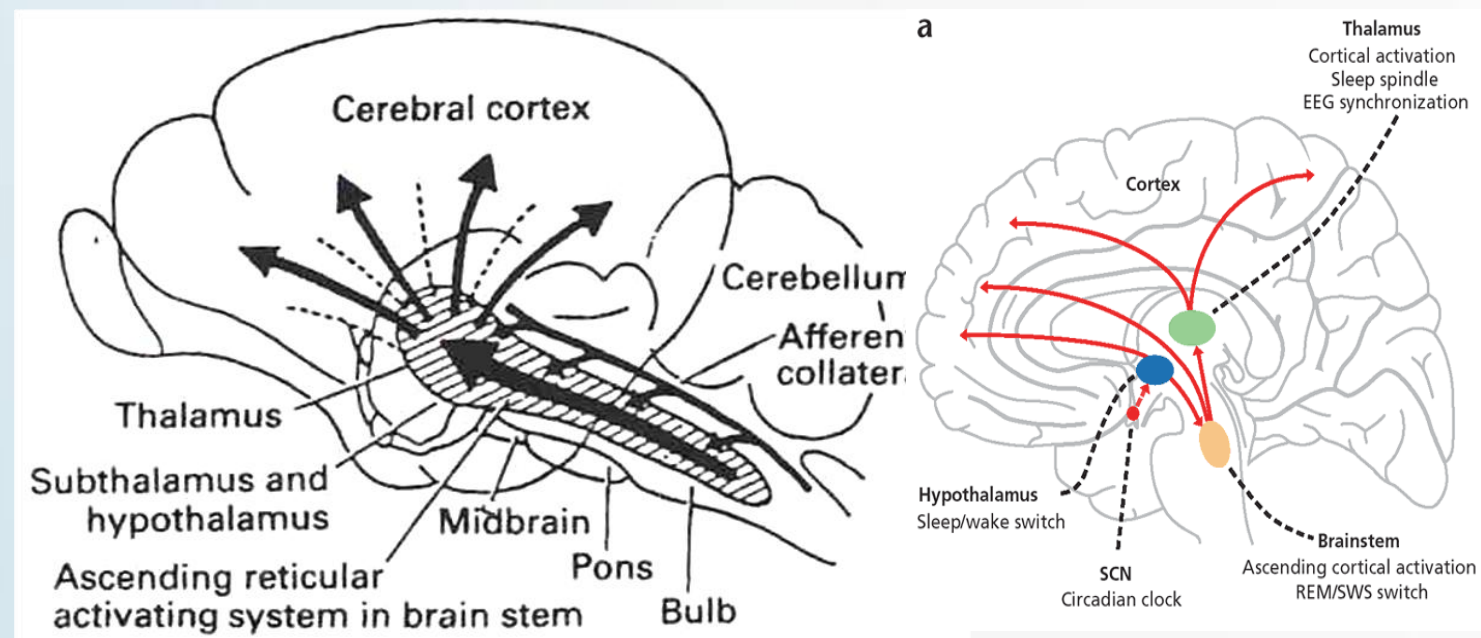 Cerebral cortex
Cerebellum
Afferen
collater
Thalamus
Subthalamus and
hypothalamus
Midbrain
Pons
Ascending reticular
activating system in brain stem
Bulb
a
Thalamus
Cortical activation
Sleep spindle
EEG synchronization
Cortex
Hypothalamus
Sleep/wake switch
SCN
Circadian clock
Brainstem
Ascending cortical activation
REM/SWS switch